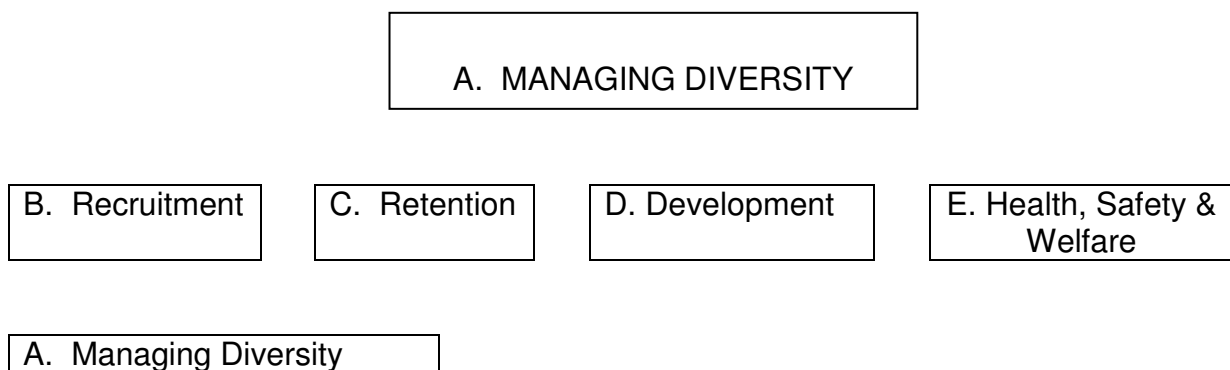 A. MANAGING DIVERSITY
B. Recruitment
C. Retention
D. Development
E. Health, Safety &
Welfare
A. Managing Diversity